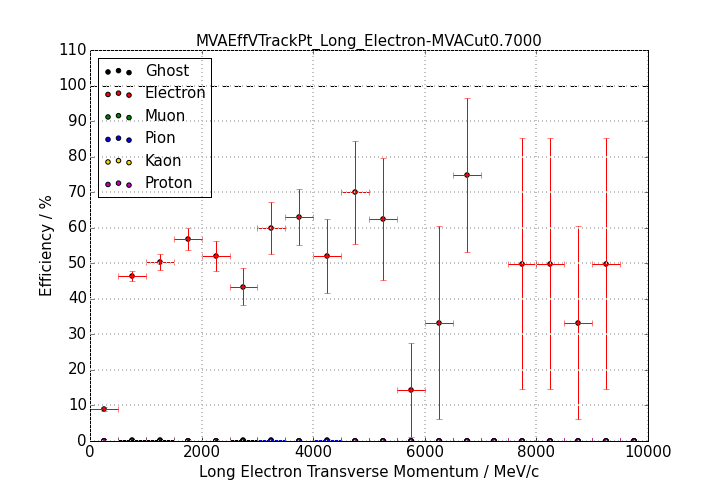 MVAEffVTrackPt_Long_Electron-MVACut0.7000
110
100
90
80
70
60
50
40
30
20
10
0
Efficiency / %
Ghost
Electron
Muon
Pion
Kaon
Proton
0 2000 4000 6000 8000 10000
Long Electron Transverse Momentum / MeV/c